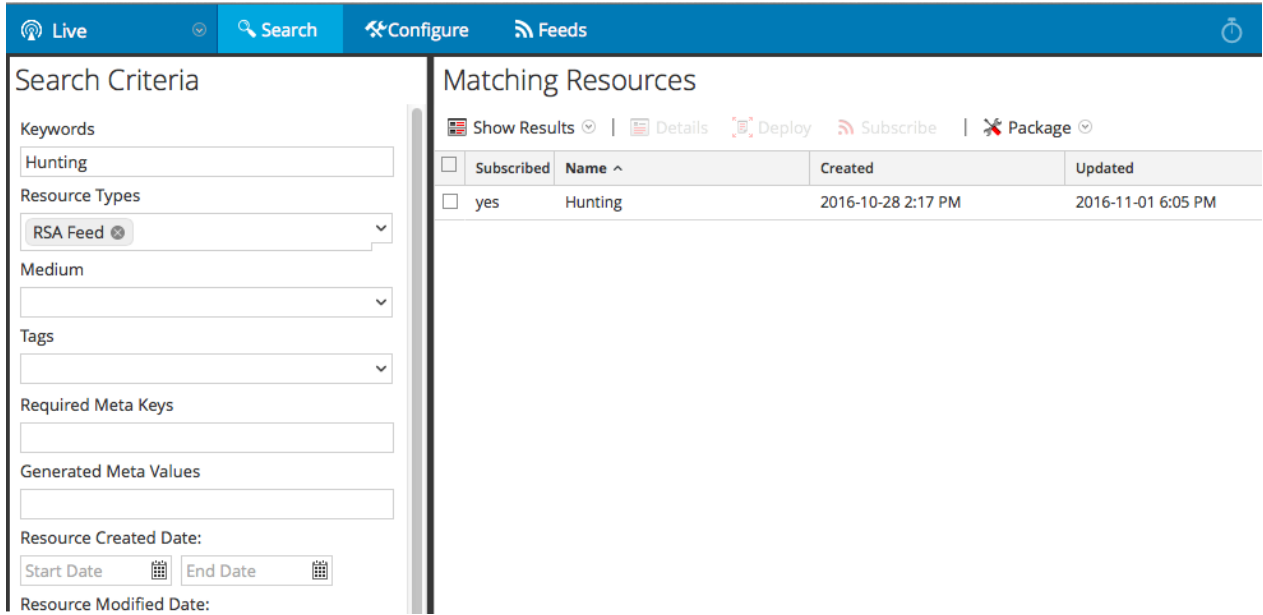 Live Search Configure Feeds
Search Criteria
Keywords
Hunting
Resource Types
RSA Feed
Medium
Tags
Required Meta Keys
Generated Meta Values
Resource Created Date:
Start Date End Date
Resource Modified Date:
Matching Resources
Show Results | Details Deploy Subscribe | Package
Subscribed Name Created Updated
yes Hunting 2016-10-28 2:17 PM 2016-11-01 6:05 PM